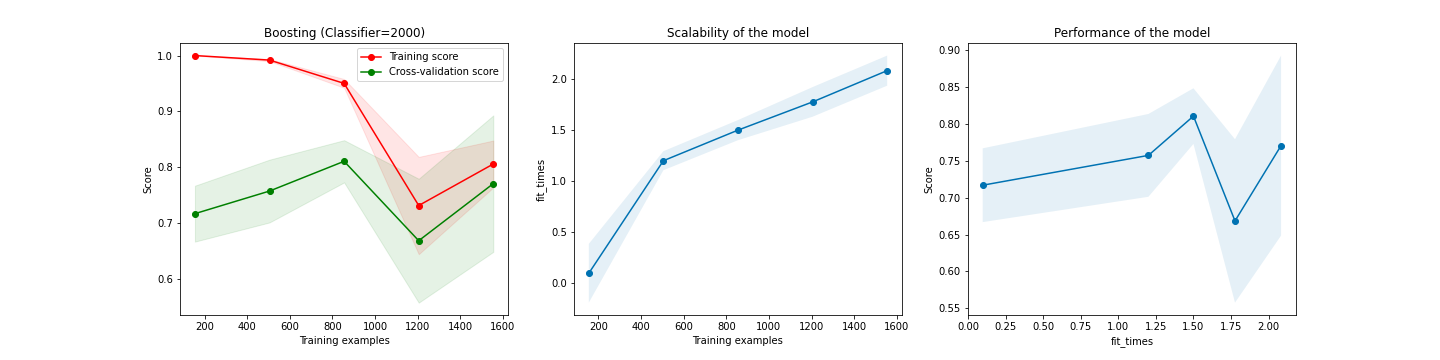 Boosting (Classifier=2000)
Training score
Cross-validation score
1.0
0.9
0.8
0.7
0.6
Score
200 400 600 800 1000 1200 1400 1600
Training examples
Scalability of the model
2.0
1.5
1.0
0.5
0.0
fit_times
200 400 600 800 1000 1200 1400 1600
Training examples
Performance of the model
0.90
0.85
0.80
0.75
0.70
0.65
0.60
0.55
Score
0.00 0.25 0.50 0.75 1.00 1.25 1.50 1.75 2.00
fit_times